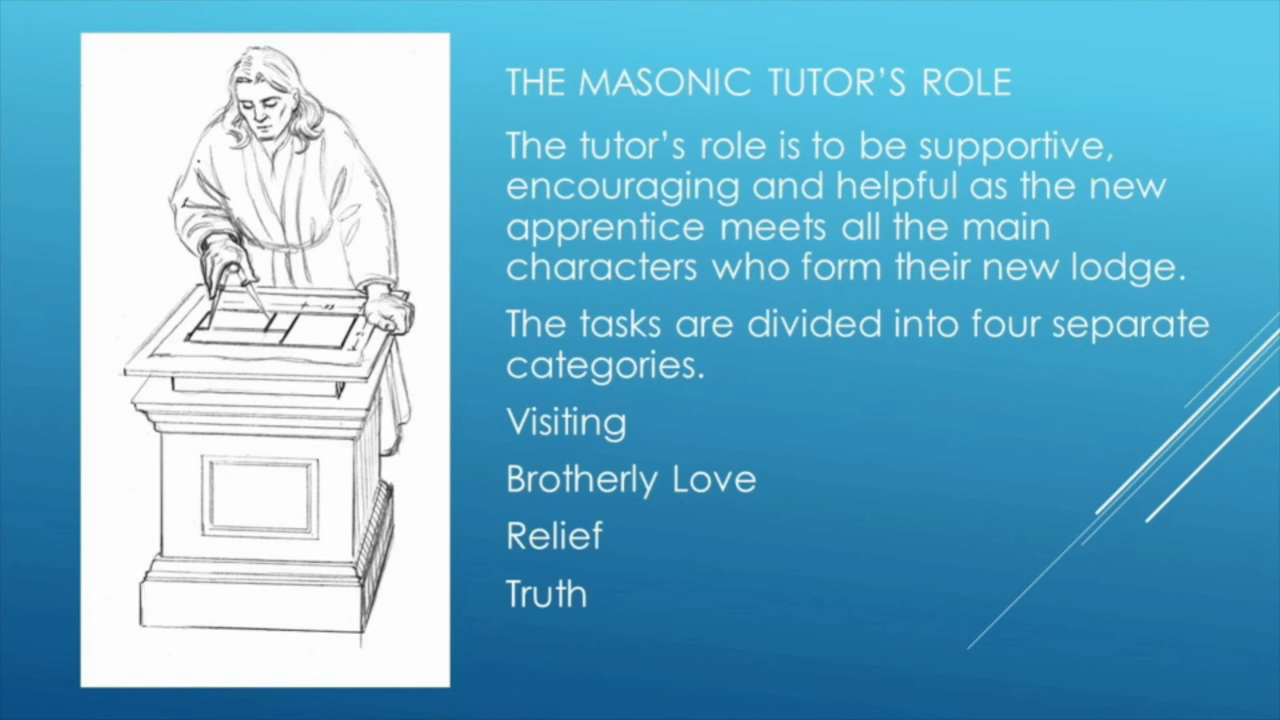 THE MASONIC TUTOR’S ROLE
The tutor’s role is to be supportive,
encouraging and helpful as the new
apprentice meets all the main
characters who form their new lodge.
The tasks are divided into four separate
categories.
Visiting
Brotherly Love
Relief
Truth